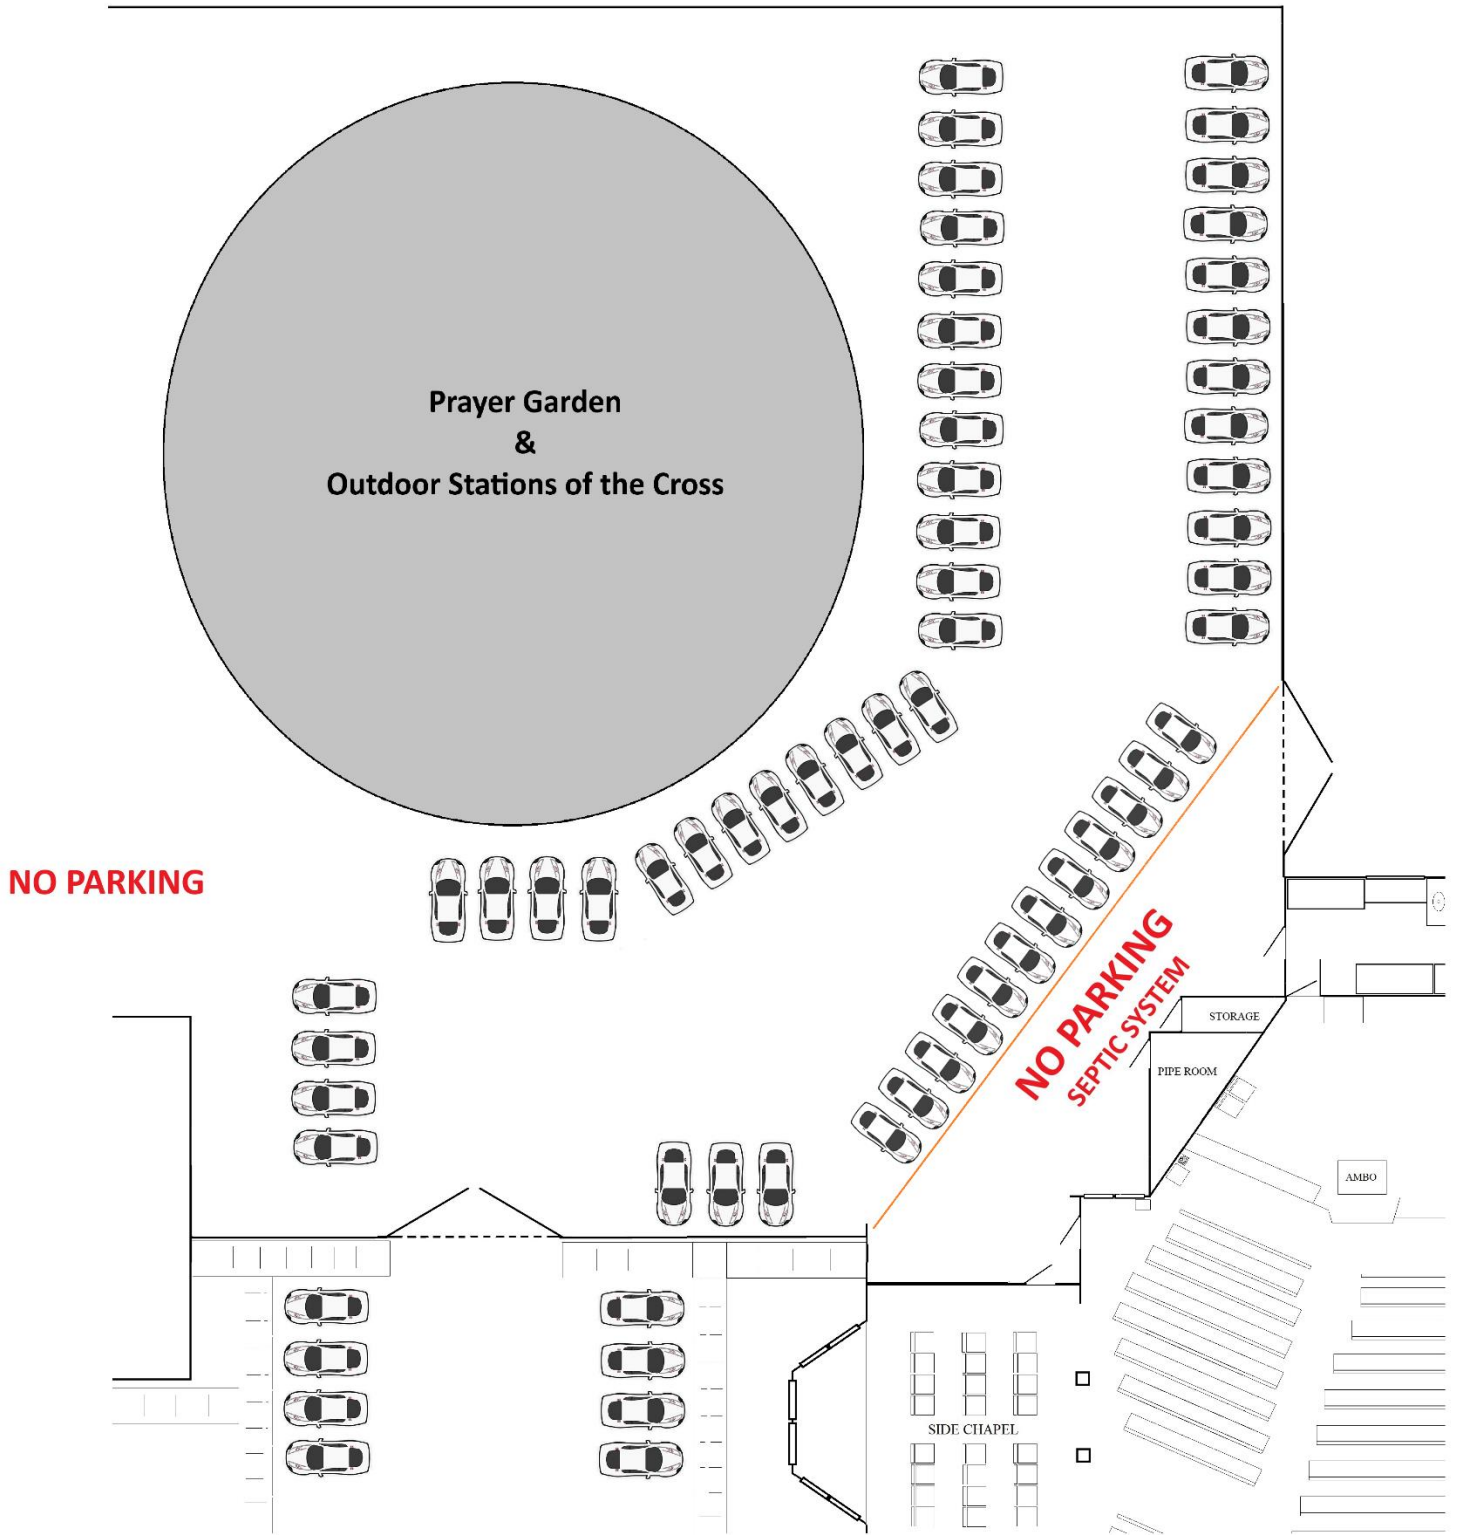 Prayer Garden
&
Outdoor Stations of the Cross
NO PARKING
NO PARKING
SEPTIC SYSTEM
STORAGE
PIPE ROOM
AMBO
SIDE CHAPEL